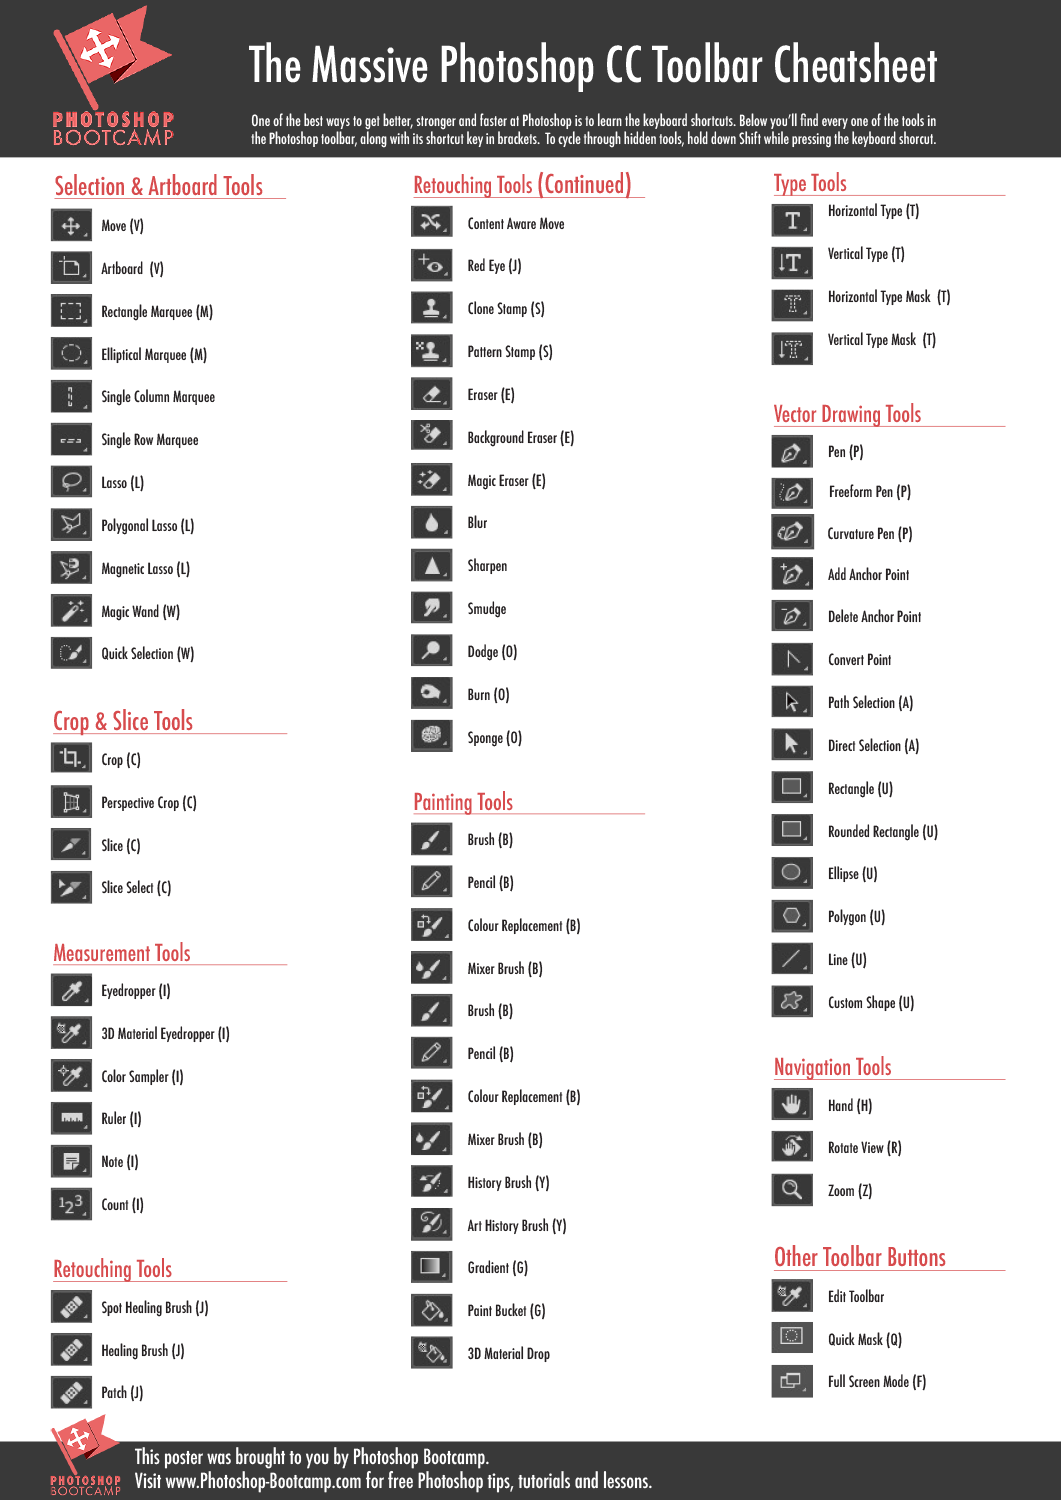 The Massive Photoshop CC Toolbar Cheatsheet
PHOTOSHOP
BOOTCAMP
One of the best ways to get better, stronger and faster at Photoshop is to learn the keyboard shortcuts. Below you'll find every one of the tools in
the Photoshop toolbar, along with its shortcut key in brackets. To cycle through hidden tools, hold down Shift while pressing the keyboard shorcut.
Selection & Artboard Tools
Move (V)
Artboard (V)
Rectangle Marquee (M)
Elliptical Marquee (M)
Single Column Marquee
Single Row Marquee
Lasso (L)
Polygonal Lasso (L)
Magnetic Lasso (L)
Magic Wand (W)
Quick Selection (W)
Crop & Slice Tools
Crop (C)
Perspective Crop (C)
Slice (C)
Slice Select (C)
Measurement Tools
Eyedropper (I)
3D Material Eyedropper (I)
Color Sampler (I)
Ruler (I)
Note (I)
123
Count (I)
Retouching Tools
Spot Healing Brush (J)
Healing Brush (J)
Patch (J)
Retouching Tools (Continued)
Content Aware Move
Red Eye (J)
Clone Stamp (S)
Pattern Stamp (S)
Eraser (E)
Background Eraser (E)
Magic Eraser (E)
Blur
Sharpen
Smudge
Dodge (O)
Burn (O)
Sponge (O)
Painting Tools
Brush (B)
Pencil (B)
Colour Replacement (B)
Mixer Brush (B)
Brush (B)
Pencil (B)
Colour Replacement (B)
Mixer Brush (B)
History Brush (Y)
Art History Brush (Y)
Gradient (G)
Paint Bucket (G)
3D Material Drop
Type Tools
T
Horizontal Type (T)
T
Vertical Type (T)
T
Horizontal Type Mask (T)
T
Vertical Type Mask (T)
Vector Drawing Tools
Pen (P)
Freeform Pen (P)
Curvature Pen (P)
Add Anchor Point
Delete Anchor Point
Convert Point
Path Selection (A)
Direct Selection (A)
Rectangle (U)
Rounded Rectangle (U)
Ellipse (U)
Polygon (U)
Line (U)
Custom Shape (U)
Navigation Tools
Hand (H)
Rotate View (R)
Zoom (Z)
Other Toolbar Buttons
Edit Toolbar
Quick Mask (Q)
Full Screen Mode (F)
PHOTOSHOP
BOOTCAMP
This poster was brought to you by Photoshop Bootcamp.
Visit www.Photoshop-Bootcamp.com for free Photoshop tips, tutorials and lessons.